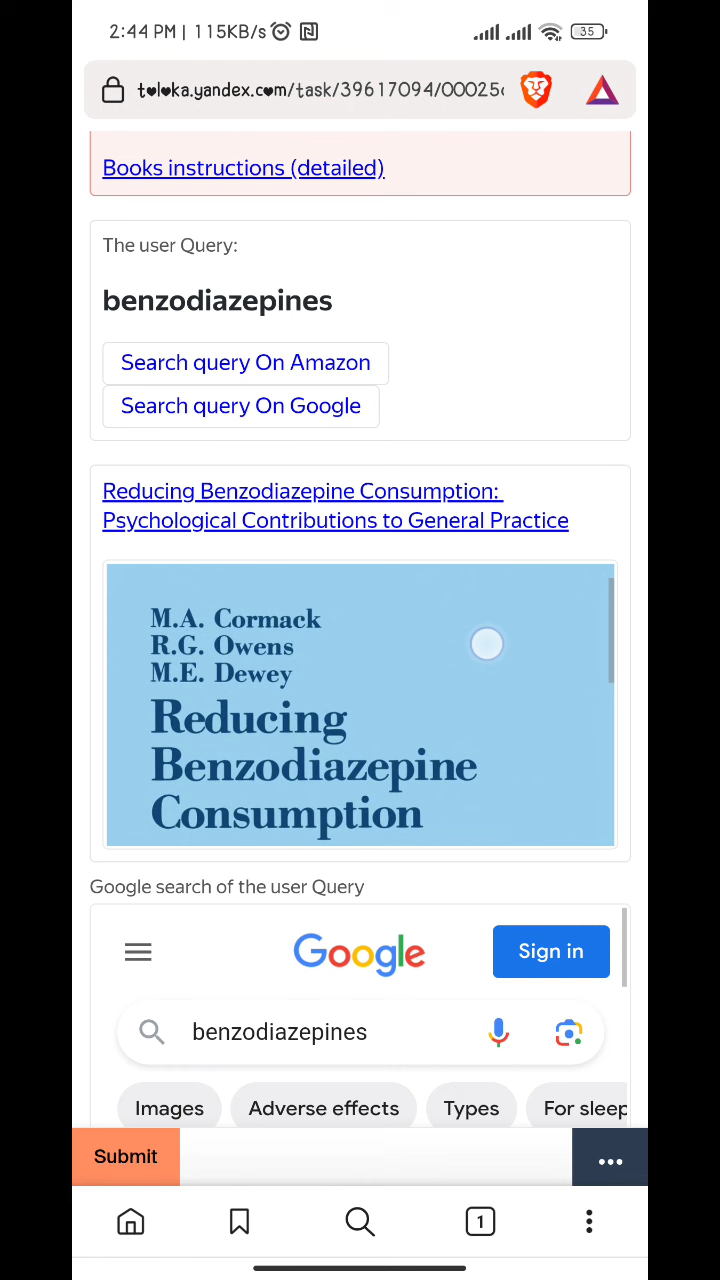 2:44 PM | 115KB/s
35
toloka.yandex.com/task/39617094/00025
Books instructions (detailed)
The user Query:
benzodiazepines
Search query On Amazon
Search query On Google
Reducing Benzodiazepine Consumption:
Psychological Contributions to General Practice
M.A. Cormack
R.G. Owens
M.E. Dewey
Reducing
Benzodiazepine
Consumption
Google search of the user Query
Google
Sign in
benzodiazepines
Images
Adverse effects
Types
For sleep
Submit
...
1